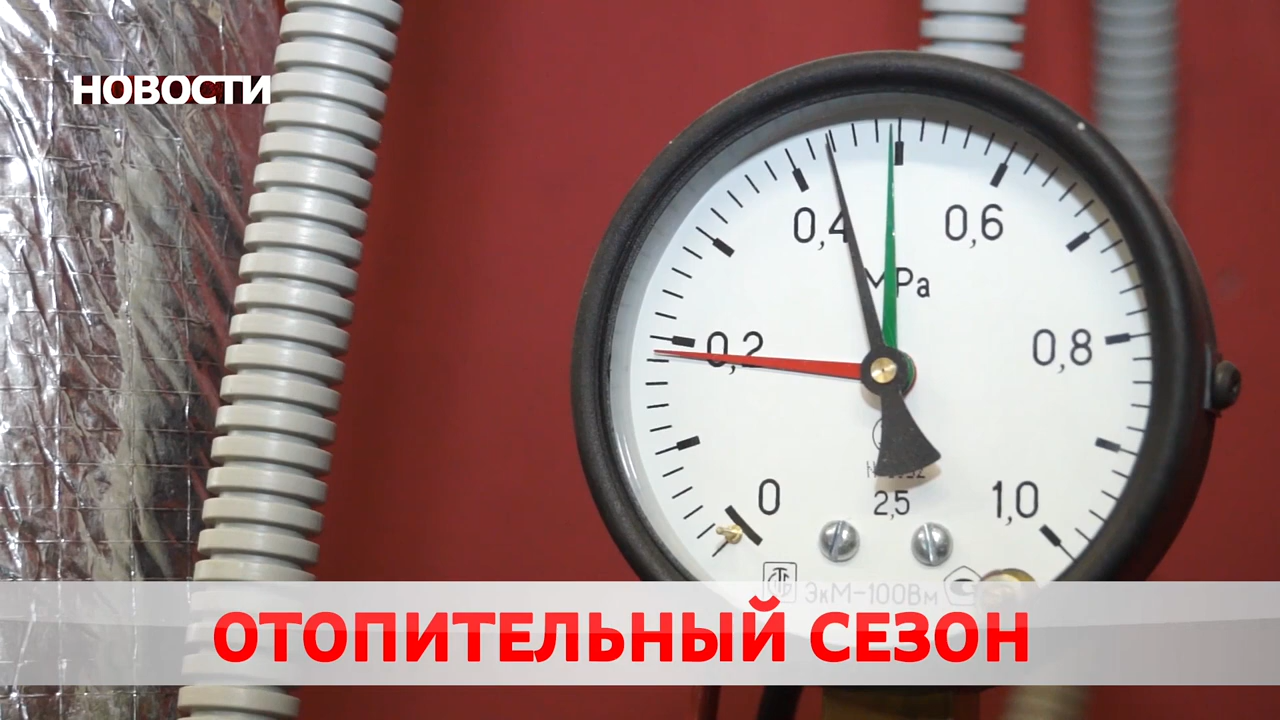 НОВОСТИ
0,4
0,6
MPa
0,2
0,8
0
1,0
2,5
ЭкМ-100Вм
ОТОПИТЕЛЬНЫЙ СЕЗОН